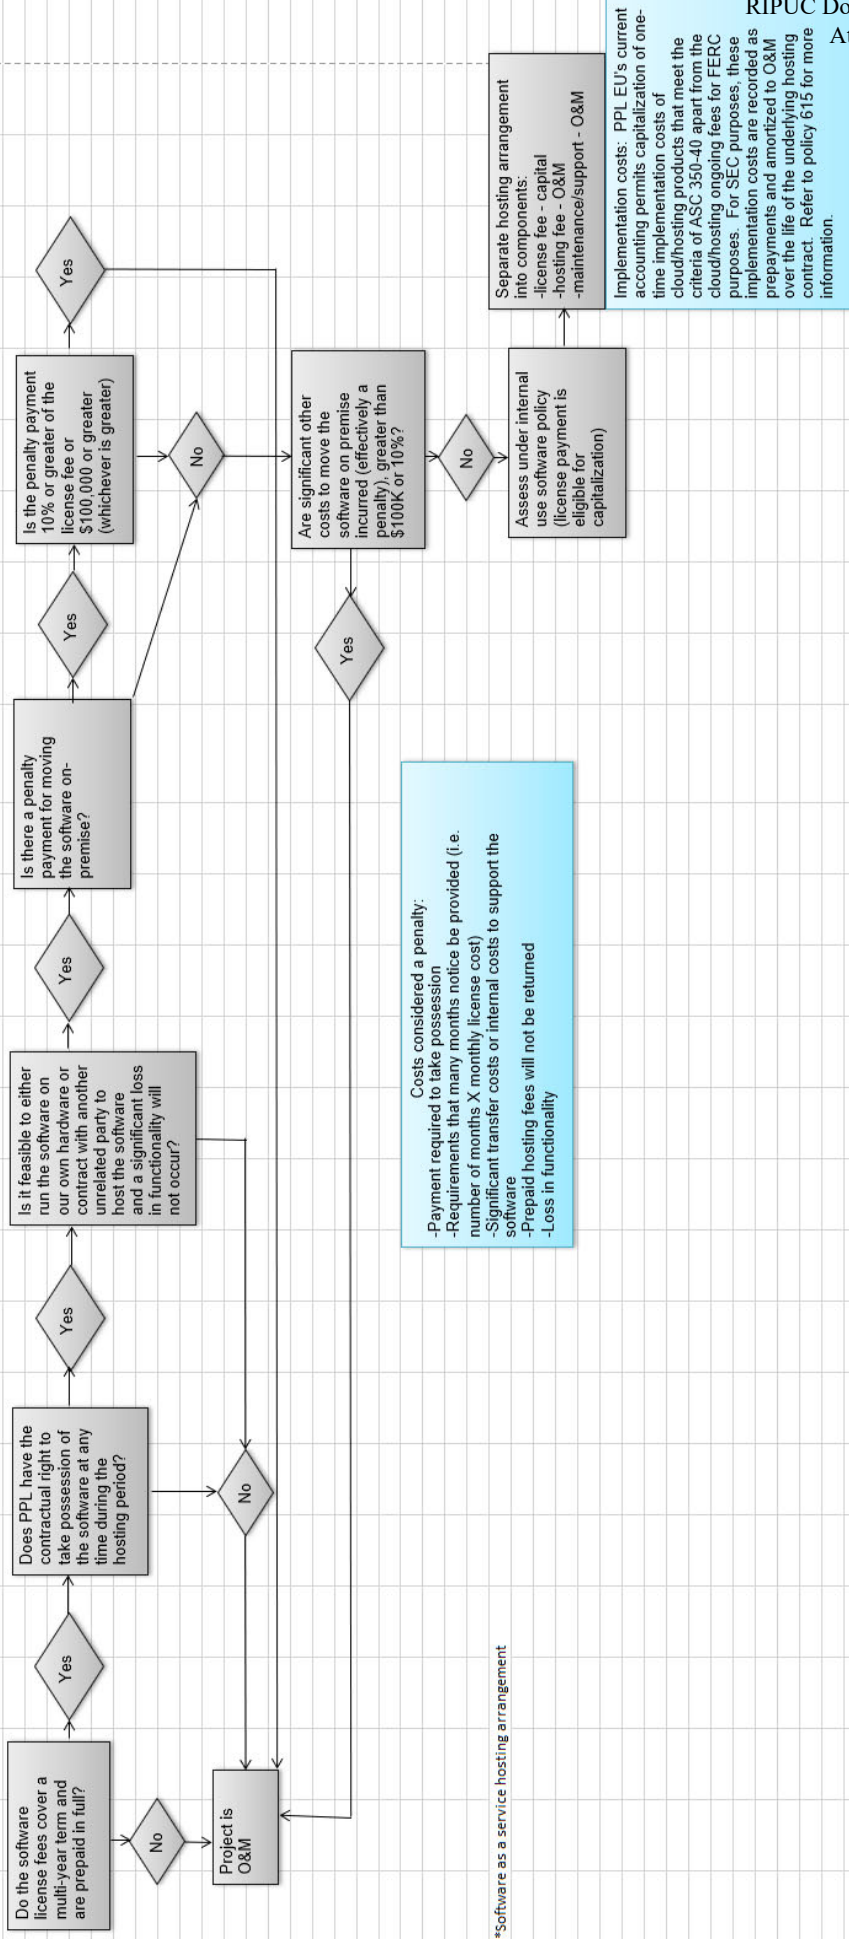 RIPUC Do
At
Do the software
license fees cover a
multi-year term and
are prepaid in full?
Yes
No
Project is
O&M
Does PPL have the
contractual right to
take possession of
the software at any
time during the
hosting period?
Yes
No
Is it feasible to either
run the software on
our own hardware or
contract with another
unrelated party to
host the software
and a significant loss
in functionality will
not occur?
Yes
Is there a penalty
payment for moving
the software on-
premise?
Yes
Is the penalty payment
10% or greater of the
license fee or
$100,000 or greater
(whichever is greater)
Yes
No
Are significant other
costs to move the
software on premise
incurred (effectively a
penalty), greater than
$100K or 10%?
Yes
No
Assess under internal
use software policy
(license payment is
eligible for
capitalization)
Separate hosting arrangement
into components:
-license fee - capital
-hosting fee - O&M
-maintenance/support - O&M
Implementation costs: PPL EU's current
accounting permits capitalization of one-
time implementation costs of
cloud/hosting products that meet the
criteria of ASC 350-40 apart from the
cloud/hosting ongoing fees for FERC
purposes. For SEC purposes, these
implementation costs are recorded as
prepayments and amortized to O&M
over the life of the underlying hosting
contract. Refer to policy 615 for more
information.
Costs considered a penalty:
-Payment required to take possession
-Requirements that many months notice be provided (i.e.
number of months X monthly license cost)
-Significant transfer costs or internal costs to support the
software
-Prepaid hosting fees will not be returned
-Loss in functionality
*Software as a service hosting arrangement